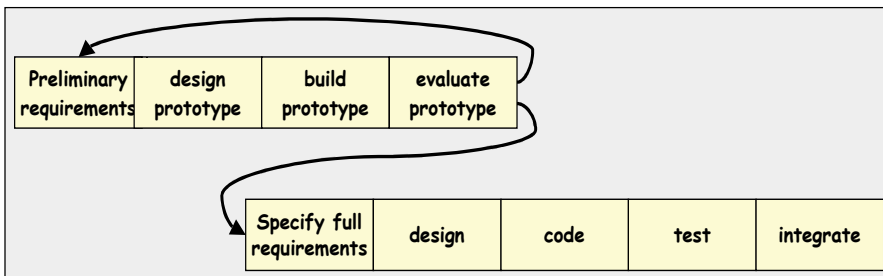 Preliminary
requirements
design
prototype
build
prototype
evaluate
prototype
Specify full
requirements
design
code
test
integrate